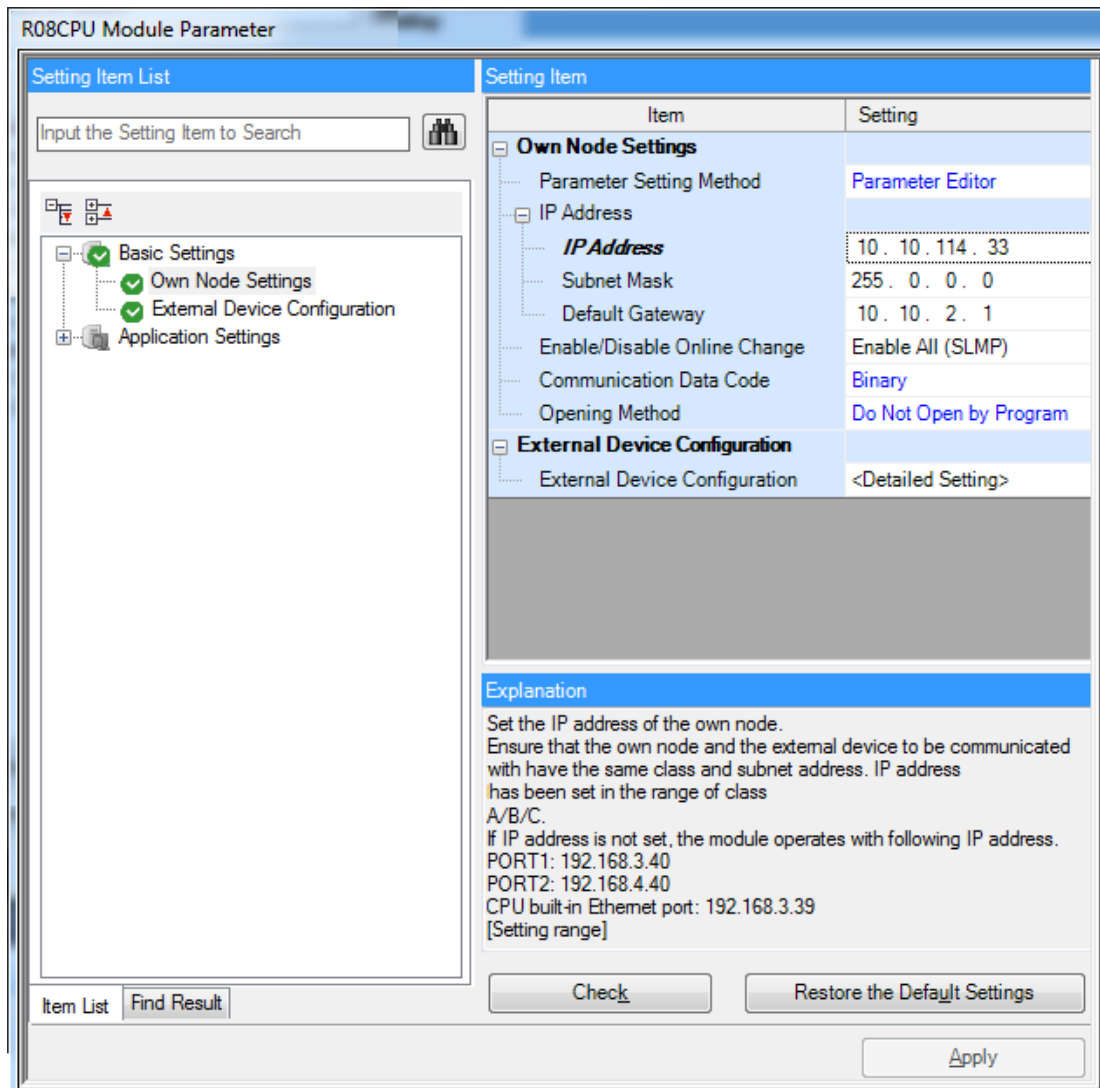 R08CPU Module Parameter
Setting Item List
Input the Setting Item to Search
Basic Settings
Own Node Settings
External Device Configuration
Application Settings
Item List Find Result
Setting Item
Item Setting
Own Node Settings
Parameter Setting Method Parameter Editor
IP Address
IP Address 10 . 10 . 114 . 33
Subnet Mask 255 . 0 . 0 . 0
Default Gateway 10 . 10 . 2 . 1
Enable/Disable Online Change Enable All (SLMP)
Communication Data Code Binary
Opening Method Do Not Open by Program
External Device Configuration
External Device Configuration <Detailed Setting>
Explanation
Set the IP address of the own node.
Ensure that the own node and the external device to be communicated
with have the same class and subnet address. IP address
has been set in the range of class
A/B/C.
If IP address is not set, the module operates with following IP address.
PORT1: 192.168.3.40
PORT2: 192.168.4.40
CPU built-in Ethernet port: 192.168.3.39
[Setting range]
Check Restore the Default Settings
Apply